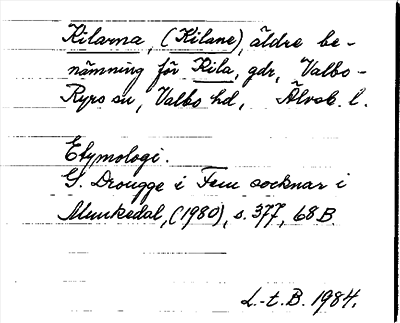 Kilarna, (Kilane), äldre be-
nämning för Kila, gdr, Valbo-
Ryrs sn, Valbo hd, Älvsb. l.
Etymologi.
G. Drougge i Fem socknar i
Munkedal, (1980), s. 377, 68 B.
L.-t. B. 1984.